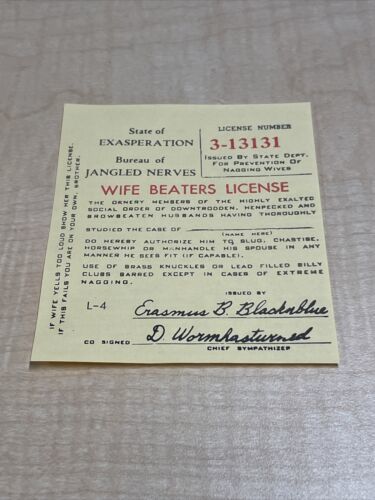 State of
EXASPERATION
Bureau of
JANGLED NERVES
LICENSE NUMBER
3-13131
ISSUED BY STATE DEPT.
FOR PREVENTION OF
NAGGING WIVES
WIFE BEATERS LICENSE
THE ORNERY MEMBERS OF THE HIGHLY EXALTED
SOCIAL ORDER OF DOWNTRODDEN, HENPECKED AND
BROWBEATEN HUSBANDS HAVING THOROUGHLY
STUDIED THE CASE OF
(NAME HERE)
DO HEREBY AUTHORIZE HIM TO SLUG, CHASTISE,
HORSEWHIP OR MANHANDLE HIS SPOUSE IN ANY
MANNER HE SEES FIT (IF CAPABLE).
USE OF BRASS KNUCKLES OR LEAD FILLED BILLY
CLUBS BARRED EXCEPT IN CASES OF EXTREME
NAGGING.
ISSUED BY
L-4
Erasmus B. Blacknblue
D. Wormhasturned
CO SIGNED
CHIEF SYMPATHIZER
IF WIFE YELLS TOO LOUD SHOW HER THIS LICENSE.
IF THIS FAILS YOU ARE ON YOUR OWN, BROTHER.